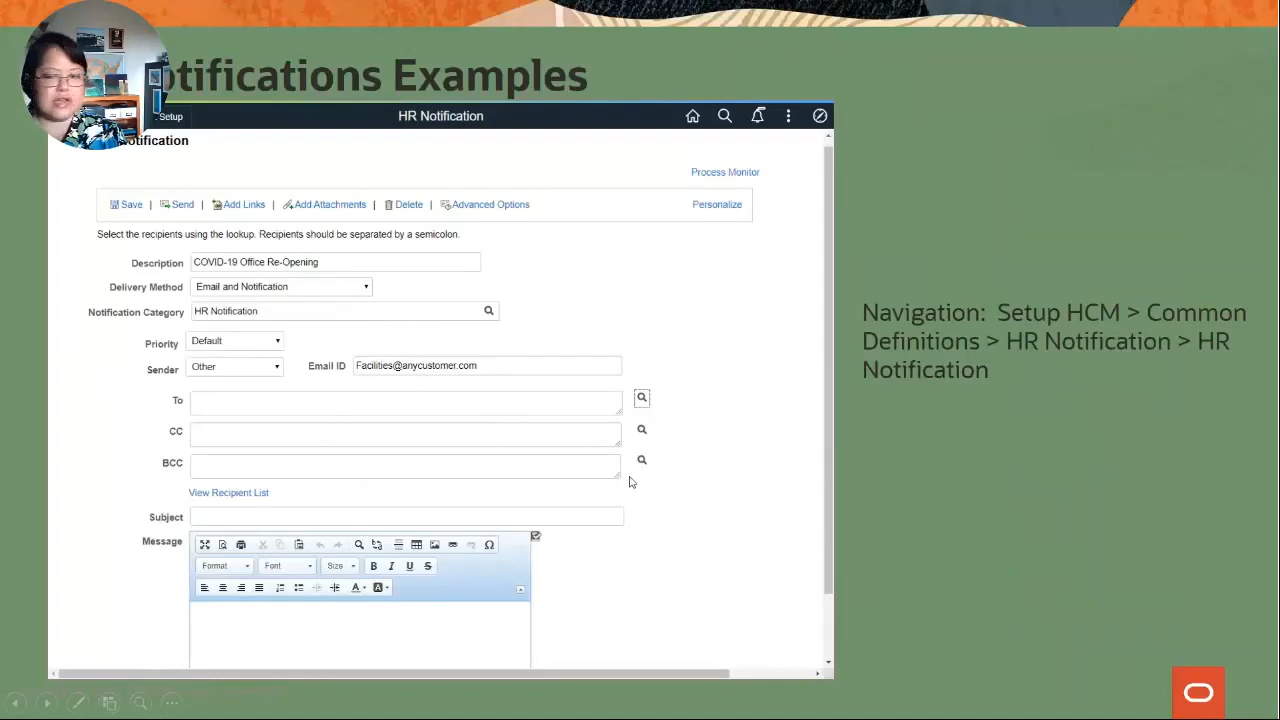 otifications Examples
Setup
HR Notification
otification
Process Monitor
Save | Send | Add Links | Add Attachments | Delete | Advanced Options
Personalize
Select the recipients using the lookup. Recipients should be separated by a semicolon.
Description COVID-19 Office Re-Opening
Delivery Method Email and Notification
Notification Category HR Notification
Priority Default
Sender Other Email ID Facilities@anycustomer.com
To
CC
BCC
View Recipient List
Subject
Message
Format Font Size B I U S
A A
Navigation: Setup HCM > Common
Definitions > HR Notification > HR
Notification